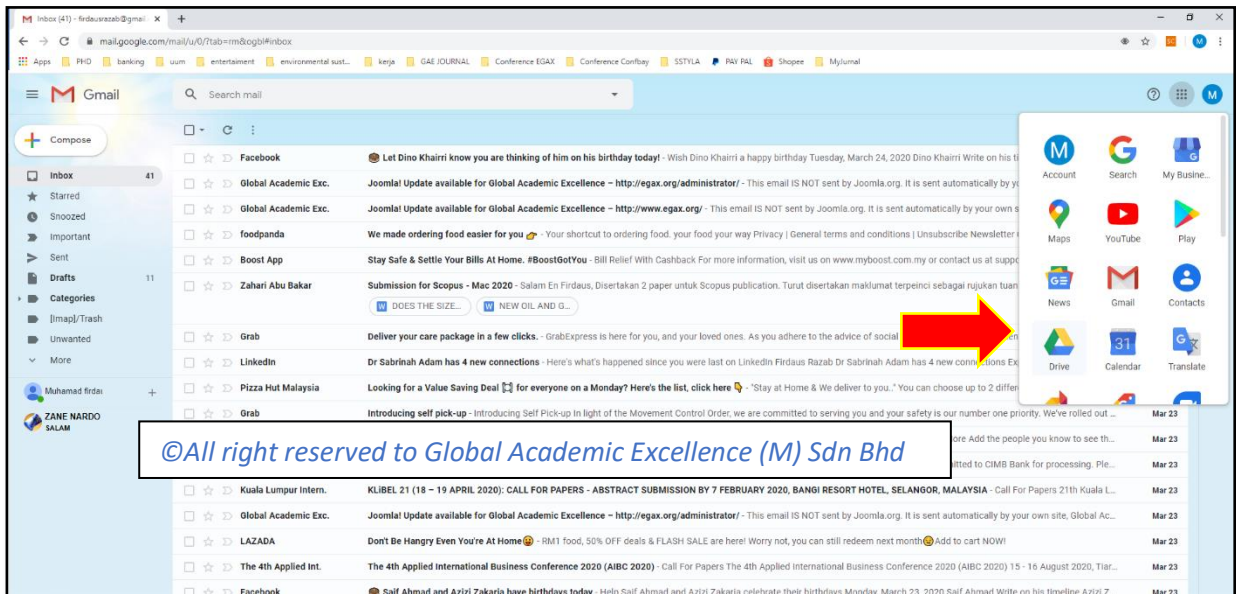 Inbox (41) - firdausrazab@gmail
mail.google.com/mail/u/0/?tab=rm&ogbl#inbox
Apps PHD banking uum entertaiment environmental sust... kerja GAE JOURNAL Conference EGAX Conference Confbay SSTYLA PAY PAL Shopee MyJurnal
Gmail Search mail M
Compose
Inbox 41
Starred
Snoozed
Important
Sent
Drafts 11
Categories
[Imap]/Trash
Unwanted
More
Muhamad firdau
ZANE NARDO
SALAM
Facebook Let Dino Khairri know you are thinking of him on his birthday today! - Wish Dino Khairri a happy birthday Tuesday, March 24, 2020 Dino Khairri Write on his ti
Global Academic Exc. Joomla! Update available for Global Academic Excellence – http://egax.org/administrator/ - This email IS NOT sent by Joomla.org. It is sent automatically by yo
Global Academic Exc. Joomla! Update available for Global Academic Excellence – http://www.egax.org/ - This email IS NOT sent by Joomla.org. It is sent automatically by your own s
foodpanda We made ordering food easier for you - Your shortcut to ordering food. your food your way Privacy | General terms and conditions | Unsubscribe Newsletter
Boost App Stay Safe & Settle Your Bills At Home. #BoostGotYou - Bill Relief With Cashback For more information, visit us on www.myboost.com.my or contact us at suppo
Zahari Abu Bakar Submission for Scopus - Mac 2020 - Salam En Firdaus, Disertakan 2 paper untuk Scopus publication. Turut disertakan maklumat terpeinci sebagai rujukan tuan
DOES THE SIZE... NEW OIL AND G...
Grab Deliver your care package in a few clicks. - GrabExpress is here for you, and your loved ones. As you adhere to the advice of social
LinkedIn Dr Sabrinah Adam has 4 new connections - Here's what's happened since you were last on LinkedIn Firdaus Razab Dr Sabrinah Adam has 4 new connections Ex
Pizza Hut Malaysia Looking for a Value Saving Deal for everyone on a Monday? Here's the list, click here - "Stay at Home & We deliver to you.." You can choose up to 2 differ
Grab Introducing self pick-up - Introducing Self Pick-up In light of the Movement Control Order, we are committed to serving you and your safety is our number one priority. We've rolled out ... Mar 23
ore Add the people you know to see th... Mar 23
©All right reserved to Global Academic Excellence (M) Sdn Bhd
itted to CIMB Bank for processing. Ple... Mar 23
Kuala Lumpur Intern. KLiBEL 21 (18 – 19 APRIL 2020): CALL FOR PAPERS - ABSTRACT SUBMISSION BY 7 FEBRUARY 2020, BANGI RESORT HOTEL, SELANGOR, MALAYSIA - Call For Papers 21th Kuala L... Mar 23
Global Academic Exc. Joomla! Update available for Global Academic Excellence – http://egax.org/administrator/ - This email IS NOT sent by Joomla.org. It is sent automatically by your own site, Global Ac... Mar 23
LAZADA Don't Be Hangry Even You're At Home - RM1 food, 50% OFF deals & FLASH SALE are here! Worry not, you can still redeem next month Add to cart NOW! Mar 23
The 4th Applied Int. The 4th Applied International Business Conference 2020 (AIBC 2020) - Call For Papers The 4th Applied International Business Conference 2020 (AIBC 2020) 15 - 16 August 2020, Tiar... Mar 23
Facebook Saif Ahmad and Azizi Zakaria have birthdays today - Help Saif Ahmad and Azizi Zakaria celebrate their birthdays Monday, March 23, 2020 Saif Ahmad Write on his timeline Azizi Z... Mar 23
Account Search My Busine...
Maps YouTube Play
News Gmail Contacts
Drive Calendar Translate